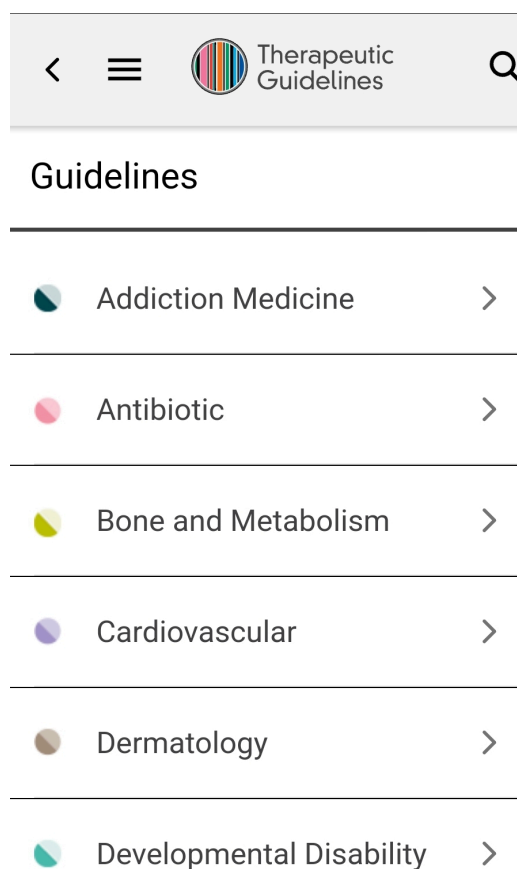 Therapeutic
Guidelines
Guidelines
Addiction Medicine
Antibiotic
Bone and Metabolism
Cardiovascular
Dermatology
Developmental Disability